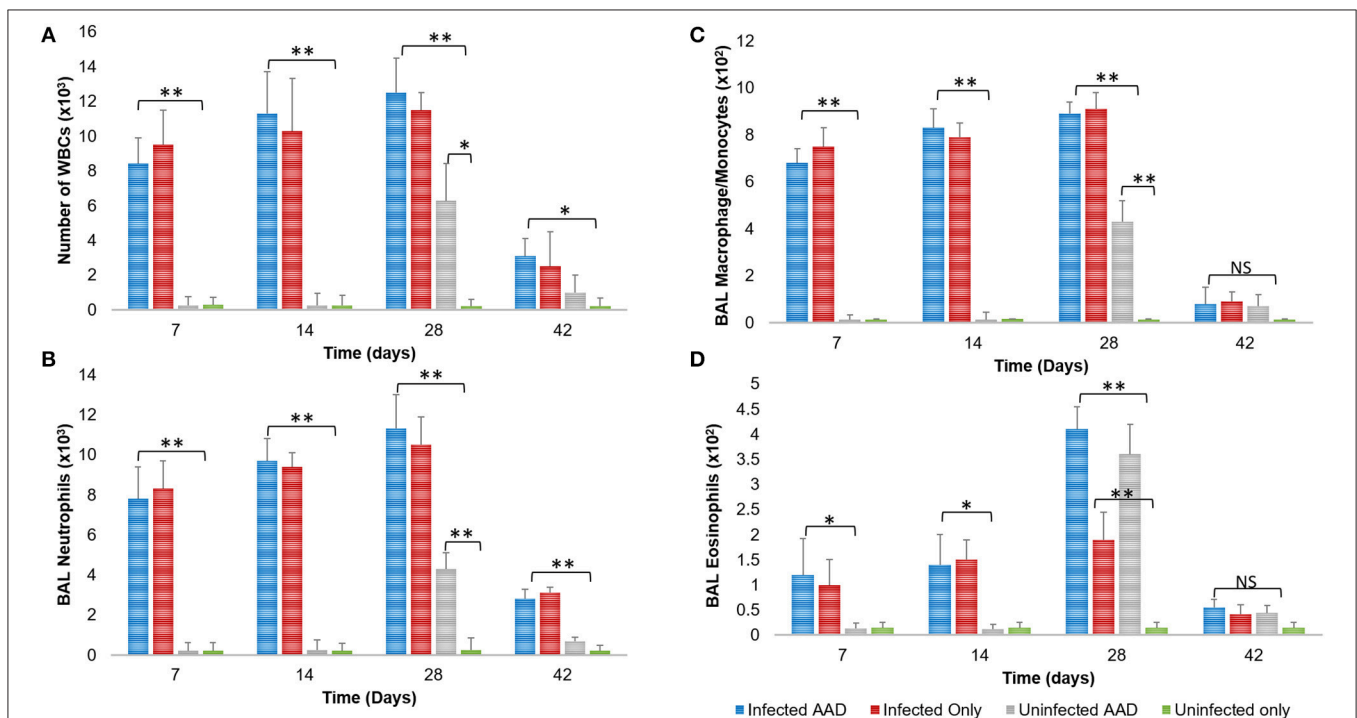 A
Number of WBCs (x10³)
16
14
12
10
8
6
4
2
0
**
**
**
*
*
7 14 28 42
Time (days)
B
BAL Neutrophils (x10³)
14
12
10
8
6
4
2
0
**
**
**
**
**
7 14 28 42
Time (Days)
C
BAL Macrophage/Monocytes (x10²)
12
10
8
6
4
2
0
**
**
**
**
NS
7 14 28 42
Time (Days)
D
BAL Eosinophils (x10²)
5
4.5
4
3.5
3
2.5
2
1.5
1
0.5
0
*
*
**
**
NS
7 14 28 42
Time (days)
Infected AAD Infected Only Uninfected AAD Uninfected only